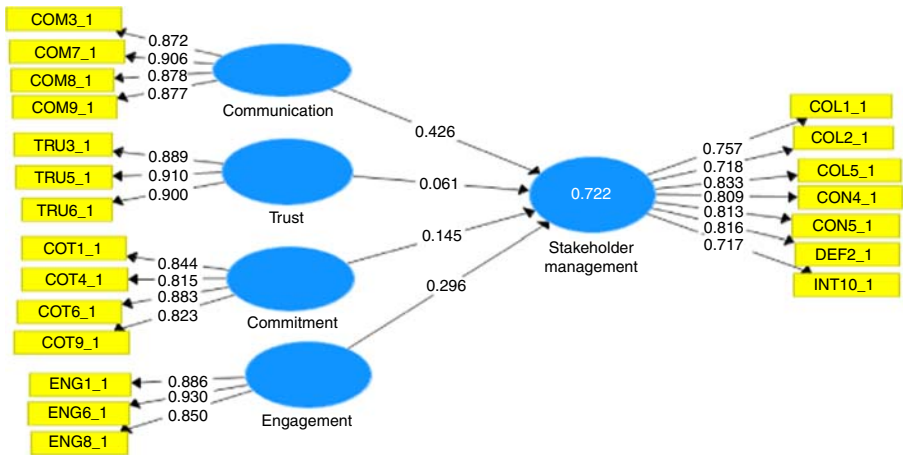 COM3_1
COM7_1
COM8_1
COM9_1
0.872
0.906
0.878
0.877
Communication
TRU3_1
TRU5_1
TRU6_1
0.889
0.910
0.900
Trust
COT1_1
COT4_1
COT6_1
COT9_1
0.844
0.815
0.883
0.823
Commitment
ENG1_1
ENG6_1
ENG8_1
0.886
0.930
0.850
Engagement
0.426
0.061
0.145
0.296
0.722
Stakeholder
management
0.757
0.718
0.833
0.809
0.813
0.816
0.717
COL1_1
COL2_1
COL5_1
CON4_1
CON5_1
DEF2_1
INT10_1